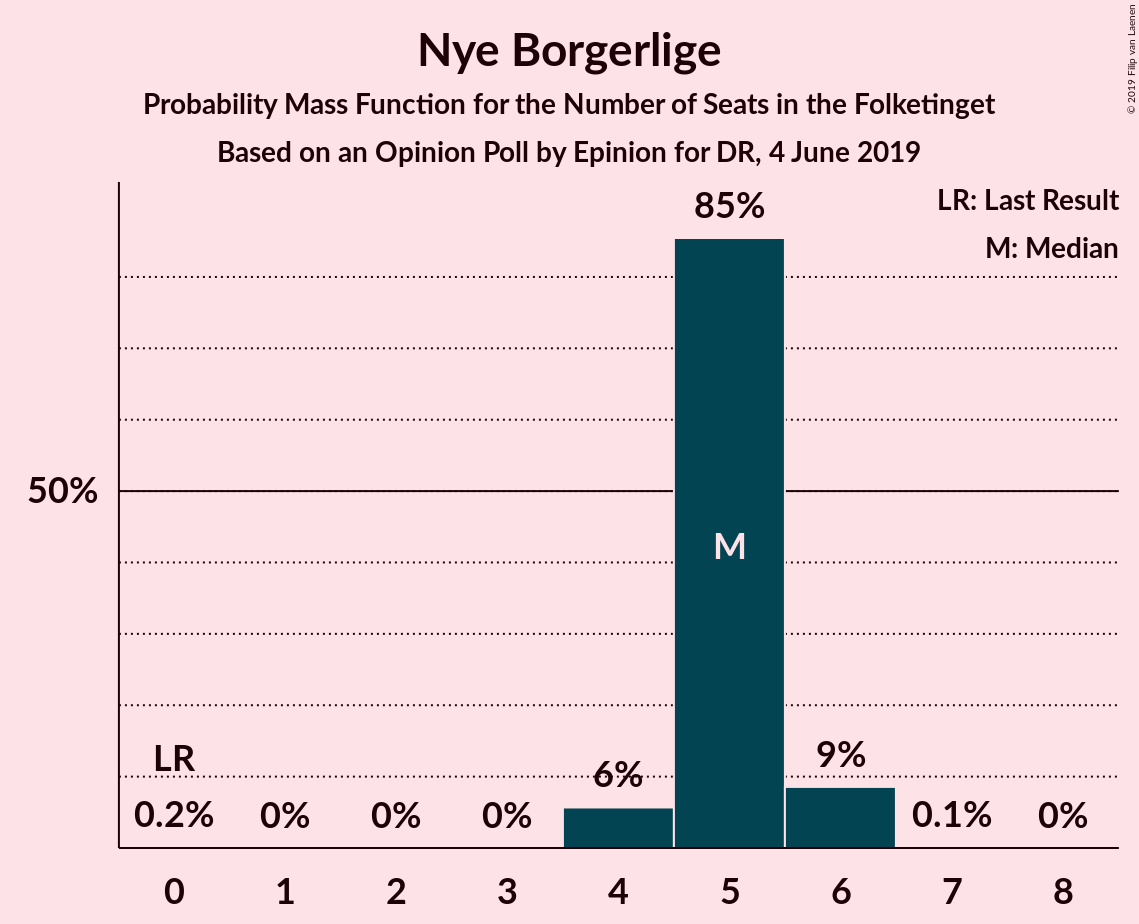 Nye Borgerlige
Probability Mass Function for the Number of Seats in the Folketinget
Based on an Opinion Poll by Epinion for DR, 4 June 2019
© 2019 Filip van Laenen
LR: Last Result
M: Median
85%
50%
M
LR
0.2%
0%
0%
0%
6%
9%
0.1%
0%
0 1 2 3 4 5 6 7 8